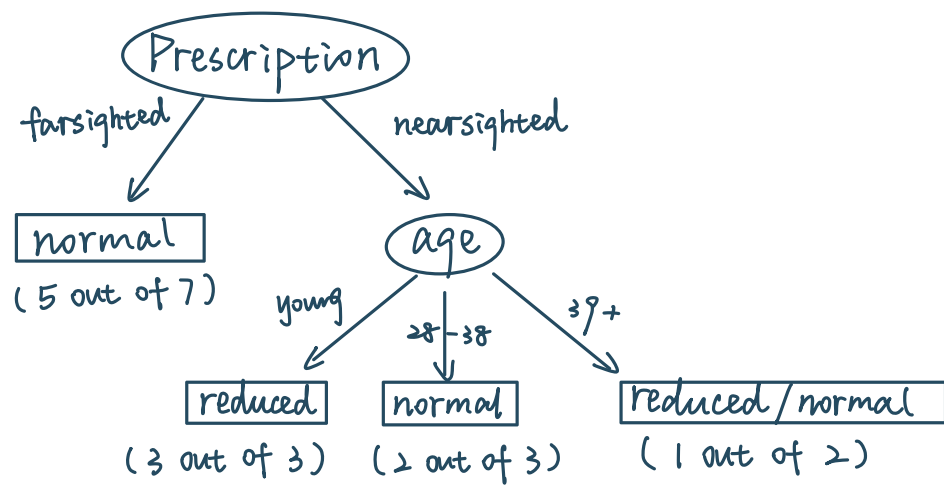 Prescription
farsighted
nearsighted
normal
age
(5 out of 7)
young
28-38
39+
reduced
normal
reduced/normal
(3 out of 3)
(2 out of 3)
(1 out of 2)